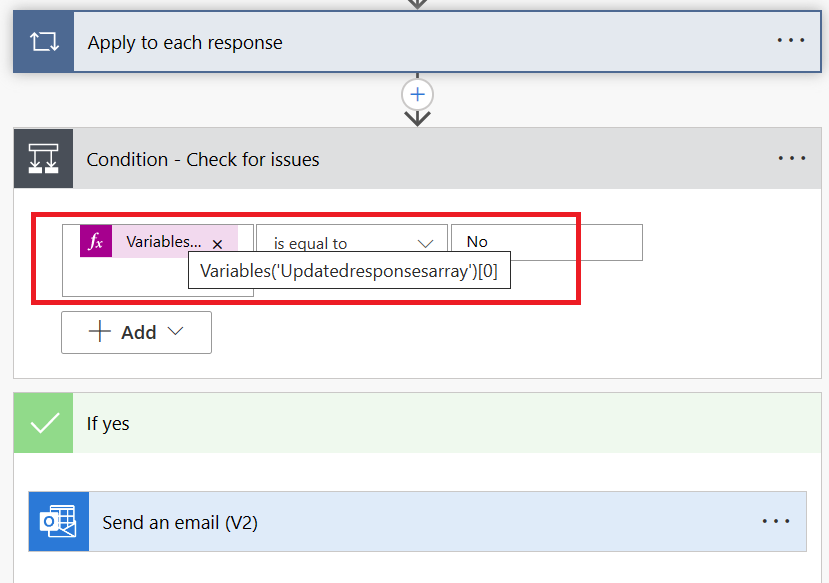 Apply to each response
Condition - Check for issues
fx Variables... × is equal to No
Variables('Updatedresponsesarray')[0]
Add
If yes
Send an email (V2)